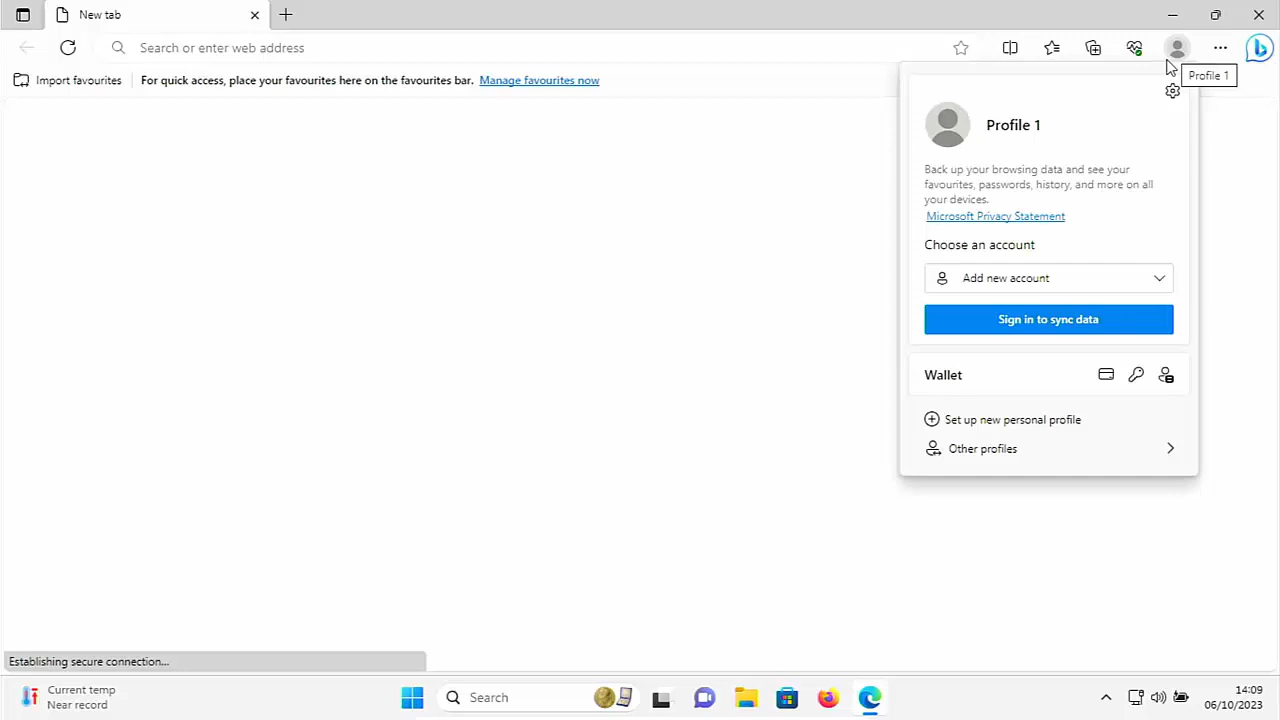 New tab
Search or enter web address
Import favourites
For quick access, place your favourites here on the favourites bar. Manage favourites now
Profile 1
Profile 1
Back up your browsing data and see your
favourites, passwords, history, and more on all
your devices.
Microsoft Privacy Statement
Choose an account
Add new account
Sign in to sync data
Wallet
Set up new personal profile
Other profiles
Establishing secure connection...
Current temp
Near record
Search
14:09
06/10/2023